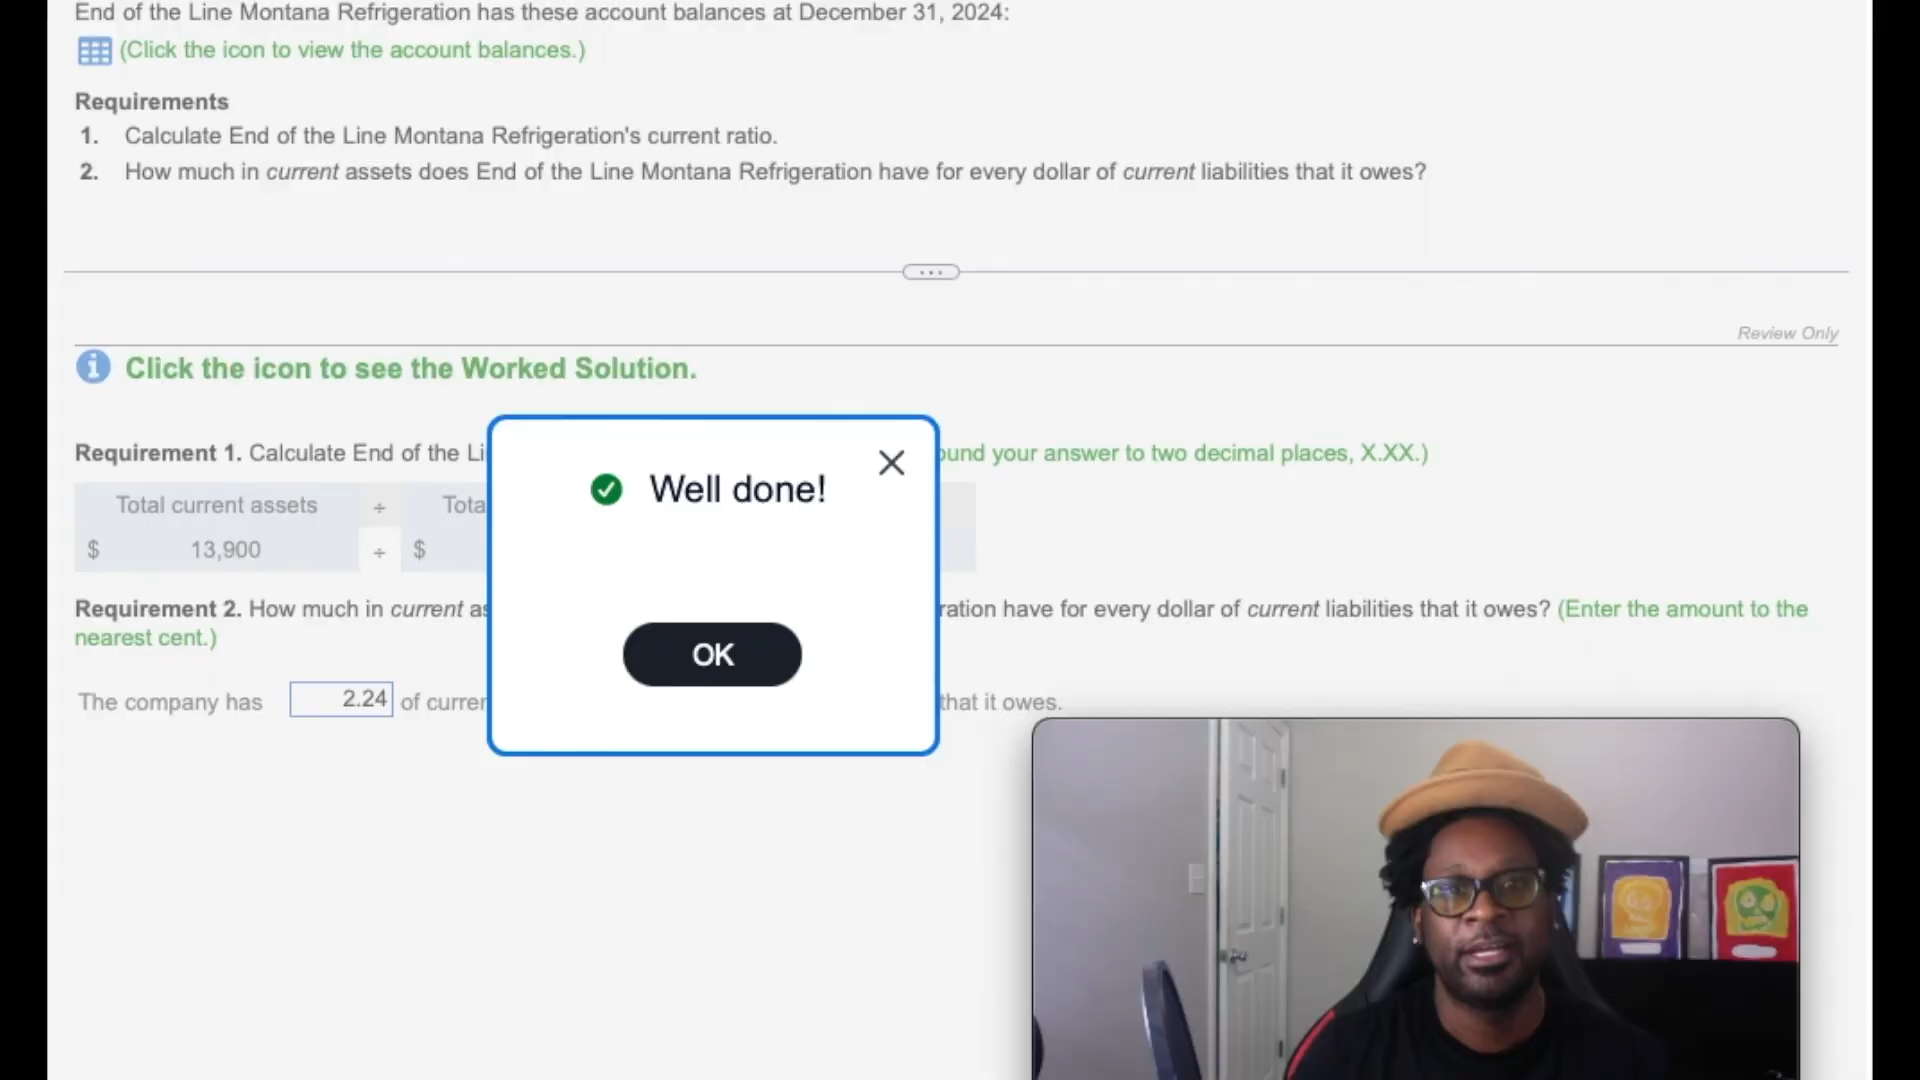 End of the Line Montana Refrigeration has these account balances at December 31, 2024:
(Click the icon to view the account balances.)
Requirements
1. Calculate End of the Line Montana Refrigeration's current ratio.
2. How much in current assets does End of the Line Montana Refrigeration have for every dollar of current liabilities that it owes?
Review Only
Click the icon to see the Worked Solution.
Requirement 1. Calculate End of the
your answer to two decimal places, X.XX.)
Total current assets ÷
$ 13,900 ÷ $
Requirement 2. How much in current
have for every dollar of current liabilities that it owes? (Enter the amount to the
nearest cent.)
The company has 2.24 of
that it owes.
Well done!
OK